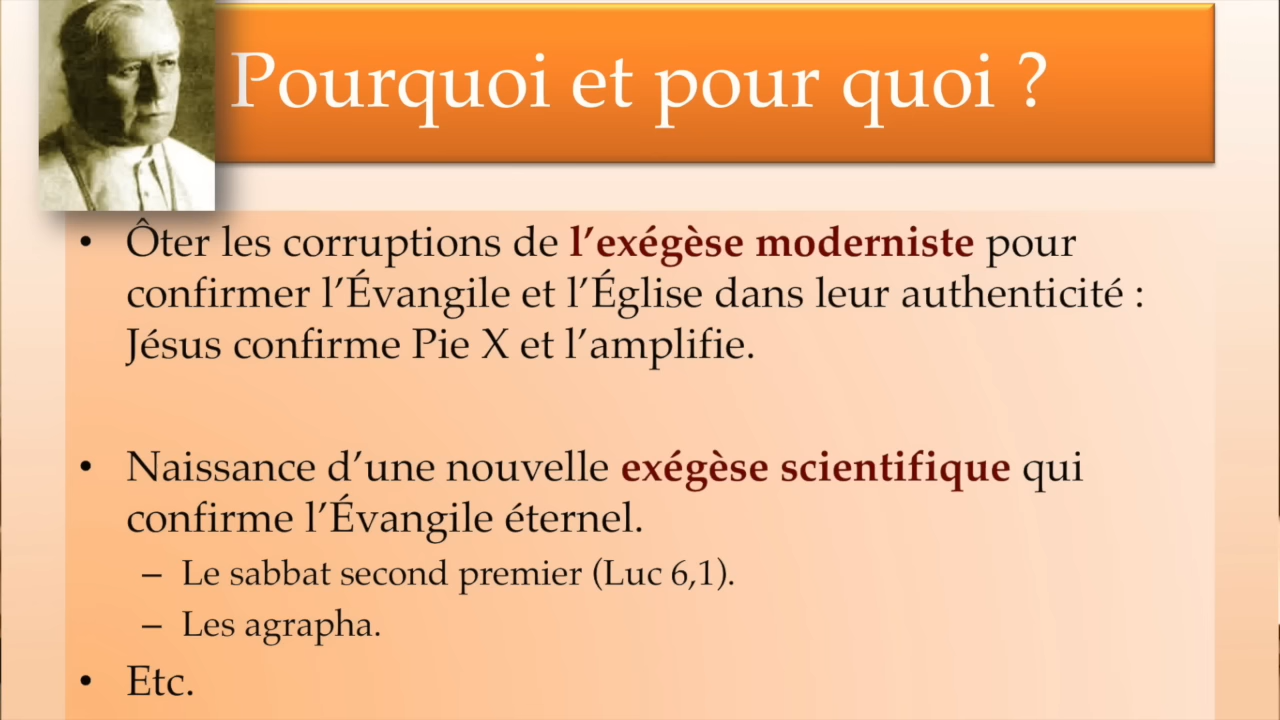 Pourquoi et pour quoi ?
• Ôter les corruptions de l’exégèse moderniste pour
confirmer l’Évangile et l’Église dans leur authenticité :
Jésus confirme Pie X et l’amplifie.
• Naissance d’une nouvelle exégèse scientifique qui
confirme l’Évangile éternel.
– Le sabbat second premier (Luc 6,1).
– Les agrapha.
• Etc.